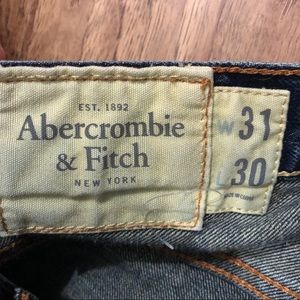 EST. 1892
Abercrombie
& Fitch
NEW YORK
W 31
L 30